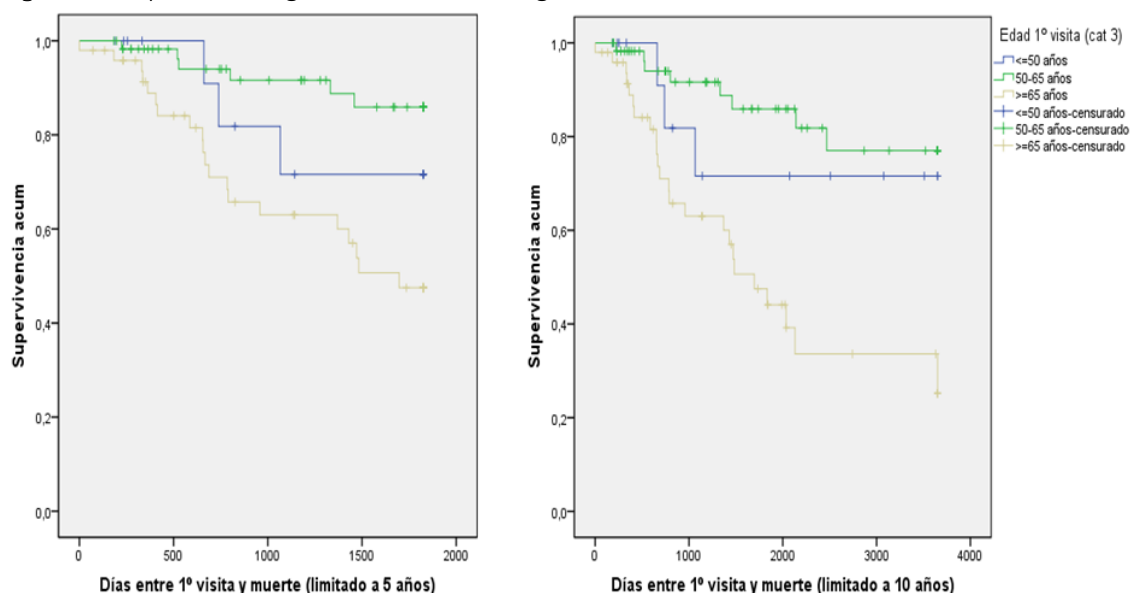 Edad 1º visita (cat 3)
<=50 años
50-65 años
>=65 años
<=50 años-censurado
50-65 años-censurado
>=65 años-censurado
Supervivencia acum
1,0
0,8
0,6
0,4
0,2
0,0
0
500
1000
1500
2000
Días entre 1º visita y muerte (limitado a 5 años)
Supervivencia acum
1,0
0,8
0,6
0,4
0,2
0,0
0
1000
2000
3000
4000
Días entre 1º visita y muerte (limitado a 10 años)